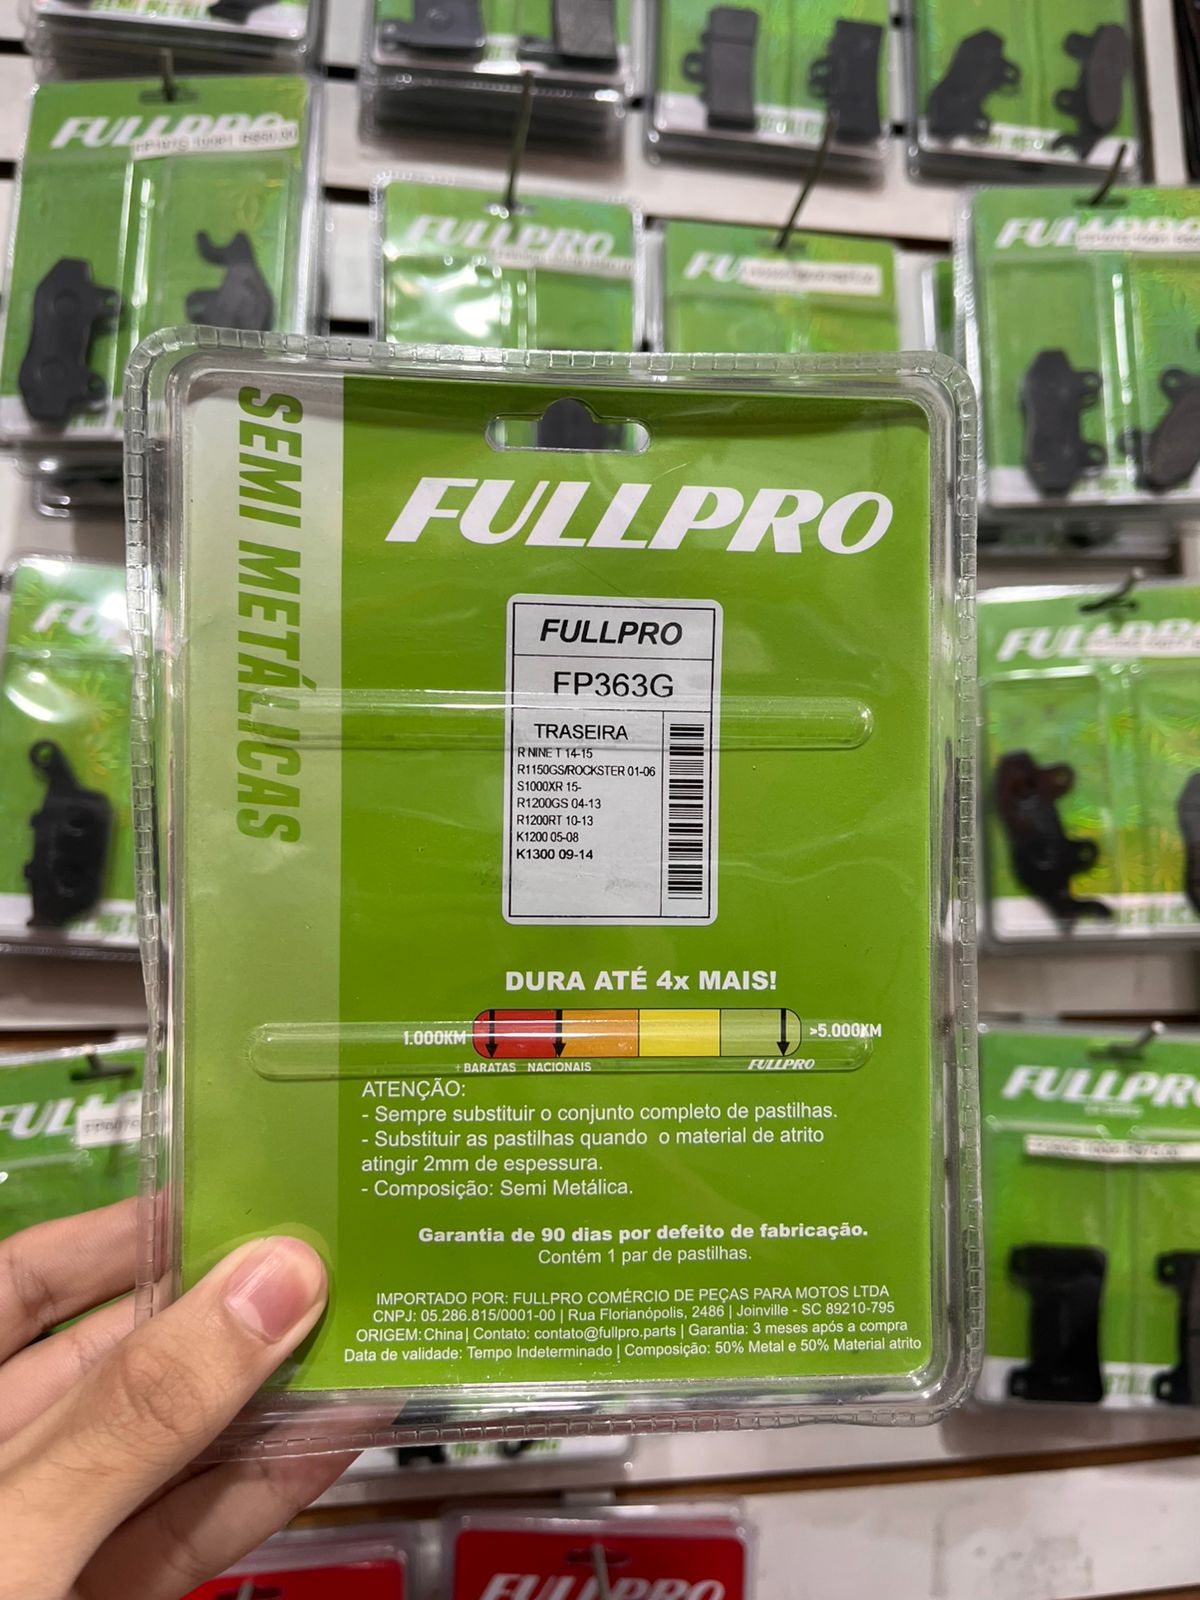 SEMI METÁLICAS
FULLPRO
FULLPRO
FP363G
TRASEIRA
R NINE T 14-15
R1150GS/ROCKSTER 01-06
S1000XR 15-
R1200GS 04-13
R1200RT 10-13
K1200 05-08
K1300 09-14
DURA ATÉ 4x MAIS!
1.000KM >5.000KM
+BARATAS NACIONAIS FULLPRO
ATENÇÃO:
- Sempre substituir o conjunto completo de pastilhas.
- Substituir as pastilhas quando o material de atrito
atingir 2mm de espessura.
- Composição: Semi Metálica.
Garantia de 90 dias por defeito de fabricação.
Contém 1 par de pastilhas.
IMPORTADO POR: FULLPRO COMÉRCIO DE PEÇAS PARA MOTOS LTDA
CNPJ: 05.286.815/0001-00 | Rua Florianópolis, 2486 | Joinville - SC 89210-795
ORIGEM: China | Contato: contato@fullpro.parts | Garantia: 3 meses após a compra
Data de validade: Tempo Indeterminado | Composição: 50% Metal e 50% Material atrito
FULLPRO
FULLPRO
FULLPRO
FULLPRO